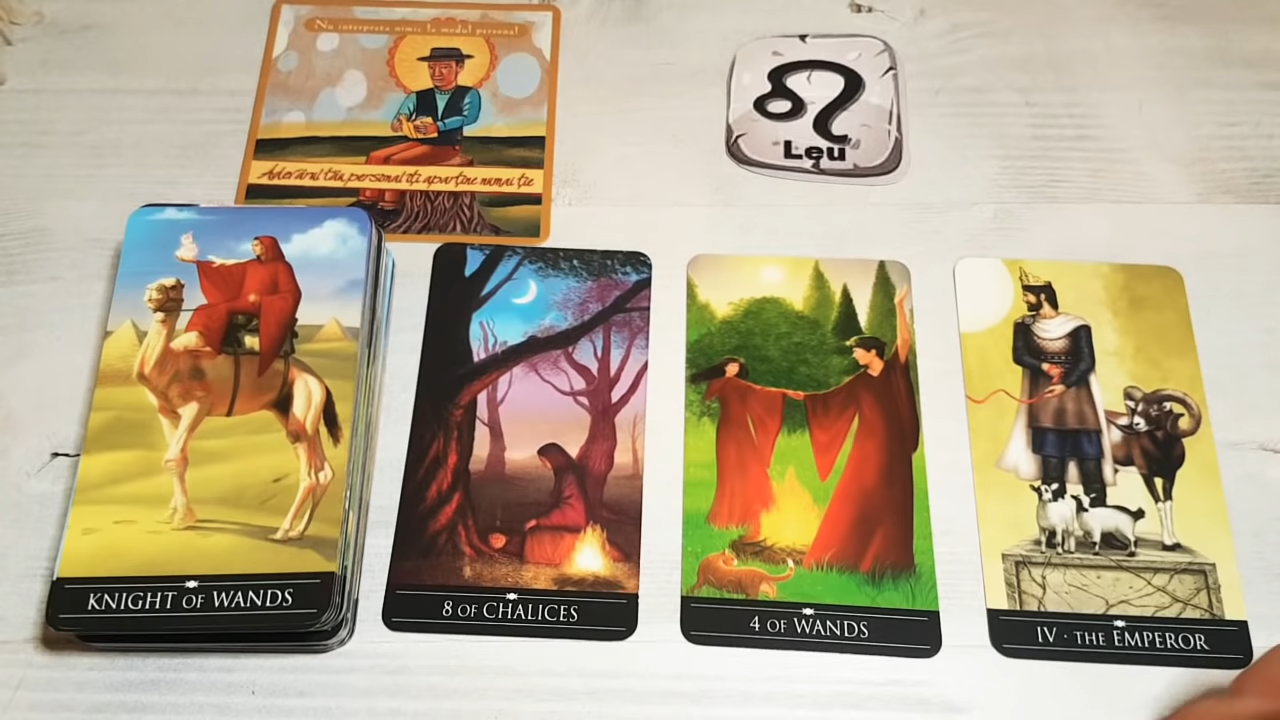 Nu interpreta nimic la modul personal
Adevărul tău personal îți aparține numai ție
Leu
KNIGHT OF WANDS
8 OF CHALICES
4 OF WANDS
IV · THE EMPEROR